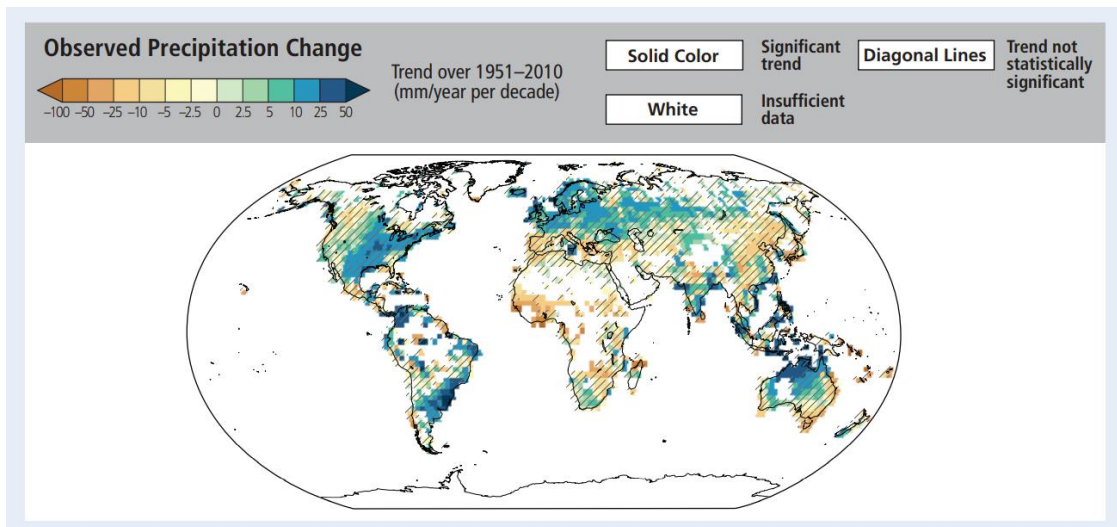 Observed Precipitation Change
–100 –50 –25 –10 –5 –2.5 0 2.5 5 10 25 50
Trend over 1951–2010
(mm/year per decade)
Solid Color
Significant
trend
White
Insufficient
data
Diagonal Lines
Trend not
statistically
significant